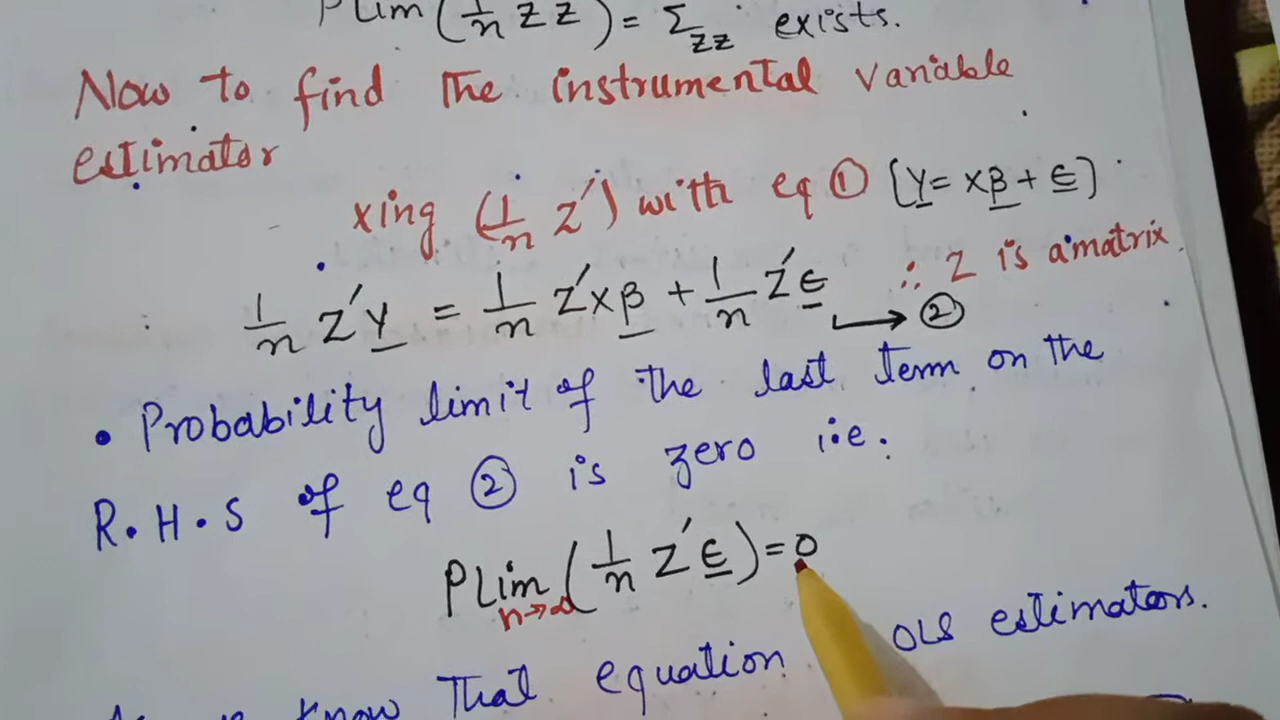 PLim (1/n Z'Z) = Σzz exists.
Now to find The instrumental variable
estimator
xing (1/n Z') with eq ① [Y = Xβ + ε]
1/n Z'Y = 1/n Z'Xβ + 1/n Z'ε → ②
∴ Z is a matrix.
• Probability limit of the last term on the
R.H.S of eq ② is zero i.e.
PLim n→∞ (1/n Z'ε) = 0
know That equation OLS estimators.